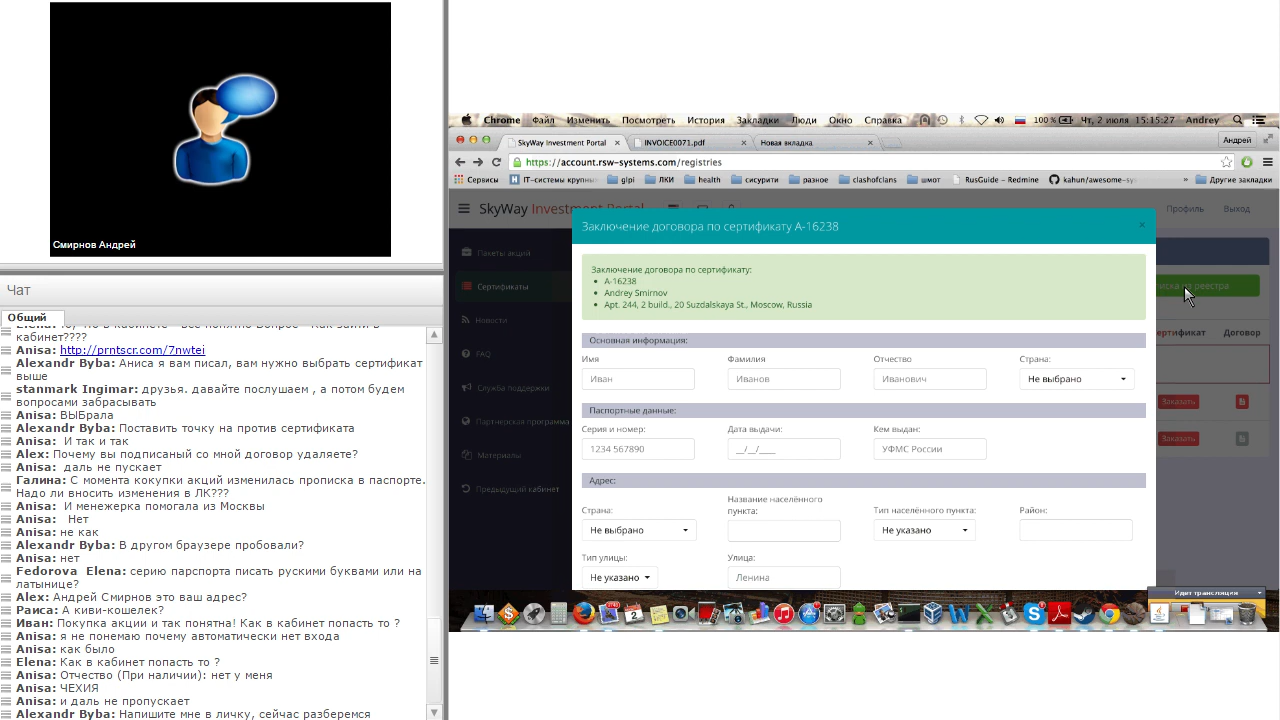 Смирнов Андрей
Чат
Общий
кабинет????
Anisa: http://prntscr.com/7nwtei
Alexandr Byba: Аниса я вам писал, вам нужно выбрать сертификат
выше
stanmark Ingimar: друзья. давайте послушаем , а потом будем
вопросами забрасывать
Anisa: ВЫБрала
Alexandr Byba: Поставить точку на против сертификата
Anisa: И так и так
Alex: Почему вы подписаный со мной договор удаляете?
Anisa: даль не пускает
Галина: С момента кокупки акций изменилась прописка в паспорте.
Надо ли вносить изменения в ЛК???
Anisa: И менежерка помогала из Москвы
Anisa: Нет
Anisa: не как
Alexandr Byba: В другом браузере пробовали?
Anisa: нет
Fedorova Elena: серию парспорта писать рускими буквами или на
латынице?
Alex: Андрей Смирнов это ваш адрес?
Раиса: А киви-кошелек?
Иван: Покупка акции и так понятна! Как в кабинет попасть то ?
Anisa: я не понемаю почему автоматически нет входа
Anisa: как было
Elena: Как в кабинет попасть то ?
Anisa: Отчество (При наличии): нет у меня
Anisa: ЧЕХИЯ
Anisa: и даль не пропускает
Alexandr Byba: Напишите мне в личку, сейчас разберемся
Chrome Файл Изменить Посмотреть История Закладки Люди Окно Справка 100 % Чт, 2 июля 15:15:27 Andrey
SkyWay Investment Portal INVOICE0071.pdf Новая вкладка Андрей
https://account.rsw-systems.com/registries
Сервисы IT-системы крупны glpi ЛКИ health сисурити разное clashofclans шмот RusGuide – Redmine kahun/awesome-sy » Другие закладки
SkyWay Investment Portal Профиль Выход
Пакеты акций
Сертификаты
Новости
FAQ
Служба поддержки
Партнерская программа
Материалы
Предыдущий кабинет
Заключение договора по сертификату A-16238 ×
Заключение договора по сертификату:
A-16238
Andrey Smirnov
Apt. 244, 2 build., 20 Suzdalskaya St., Moscow, Russia
Основная информация:
Имя Фамилия Отчество Страна:
Иван Иванов Иванович Не выбрано
Паспортные данные:
Серия и номер: Дата выдачи: Кем выдан:
1234 567890 __/__/____ УФМС России
Адрес:
Страна: Название населённого пункта: Тип населённого пункта: Район:
Не выбрано Не указано
Тип улицы: Улица:
Не указано Ленина
иска из реестра
ертификат Договор
Заказать
Заказать
Идет трансляция